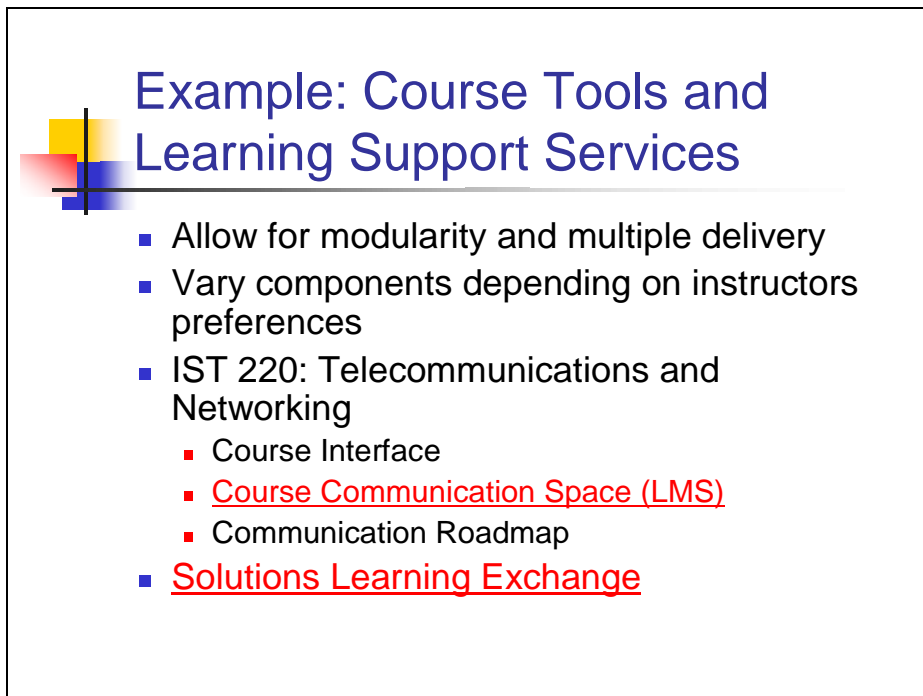 Example: Course Tools and
Learning Support Services
Allow for modularity and multiple delivery
Vary components depending on instructors
preferences
IST 220: Telecommunications and
Networking
Course Interface
Course Communication Space (LMS)
Communication Roadmap
Solutions Learning Exchange